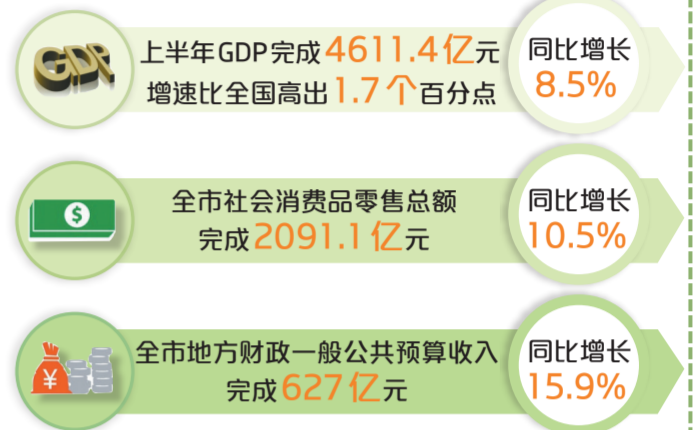 GDP
上半年GDP完成4611.4亿元
增速比全国高出1.7个百分点
同比增长
8.5%
$
全市社会消费品零售总额
完成2091.1亿元
同比增长
10.5%
¥
全市地方财政一般公共预算收入
完成627亿元
同比增长
15.9%